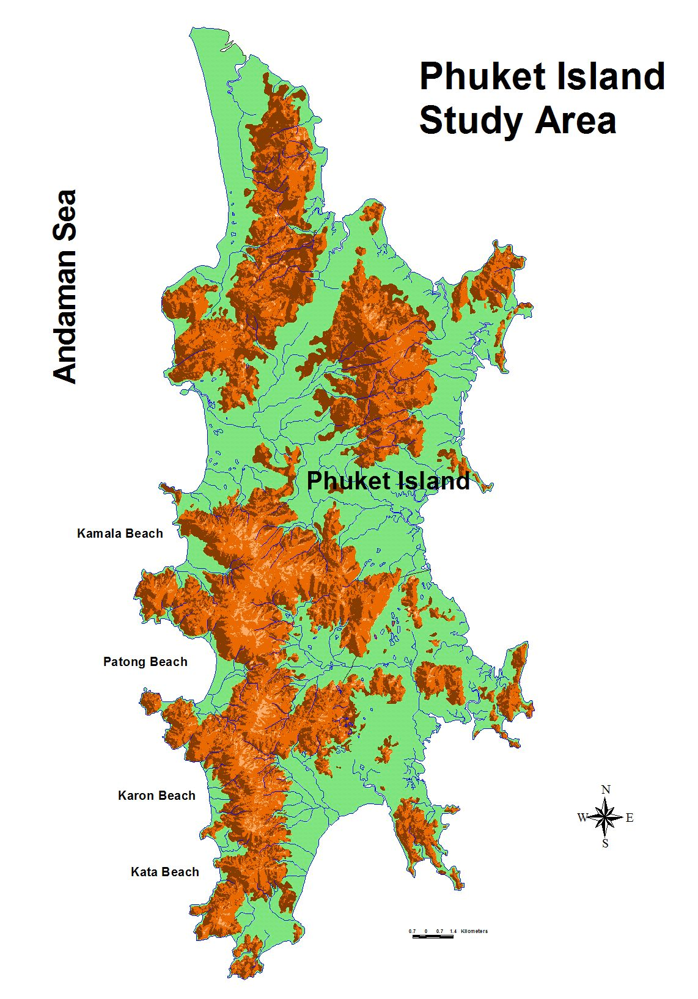 Phuket Island
Study Area
Andaman Sea
Phuket Island
Kamala Beach
Patong Beach
Karon Beach
Kata Beach
N
W E
S
0.7 0 0.7 1.4 Kilometers